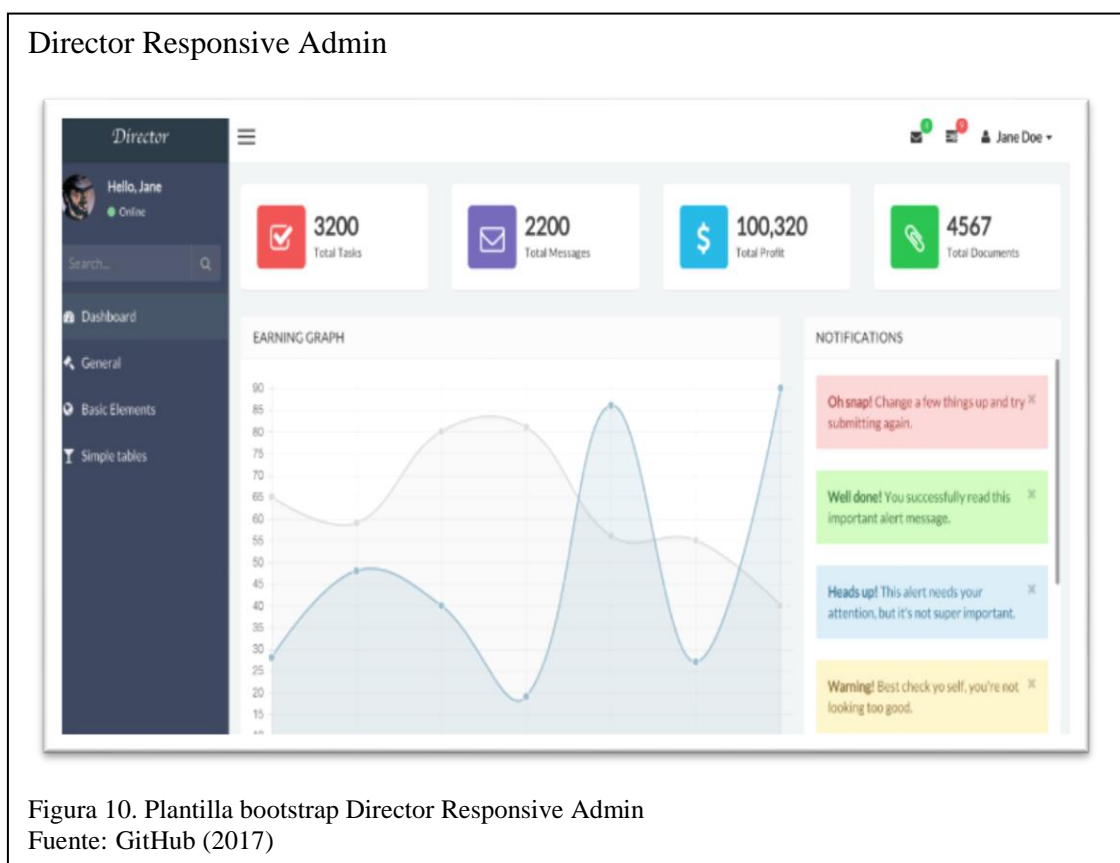 Director Responsive Admin
Director
Jane Doe
Hello, Jane
Online
Search...
Dashboard
General
Basic Elements
Simple tables
3200
Total Tasks
2200
Total Messages
$
100,320
Total Profit
4567
Total Documents
EARNING GRAPH
90
85
80
75
70
65
60
55
50
45
40
35
30
25
20
15
NOTIFICATIONS
Oh snap! Change a few things up and try
submitting again.
Well done! You successfully read this
important alert message.
Heads up! This alert needs your
attention, but it's not super important.
Warning! Best check yo self, you're not
looking too good.
Figura 10. Plantilla bootstrap Director Responsive Admin
Fuente: GitHub (2017)